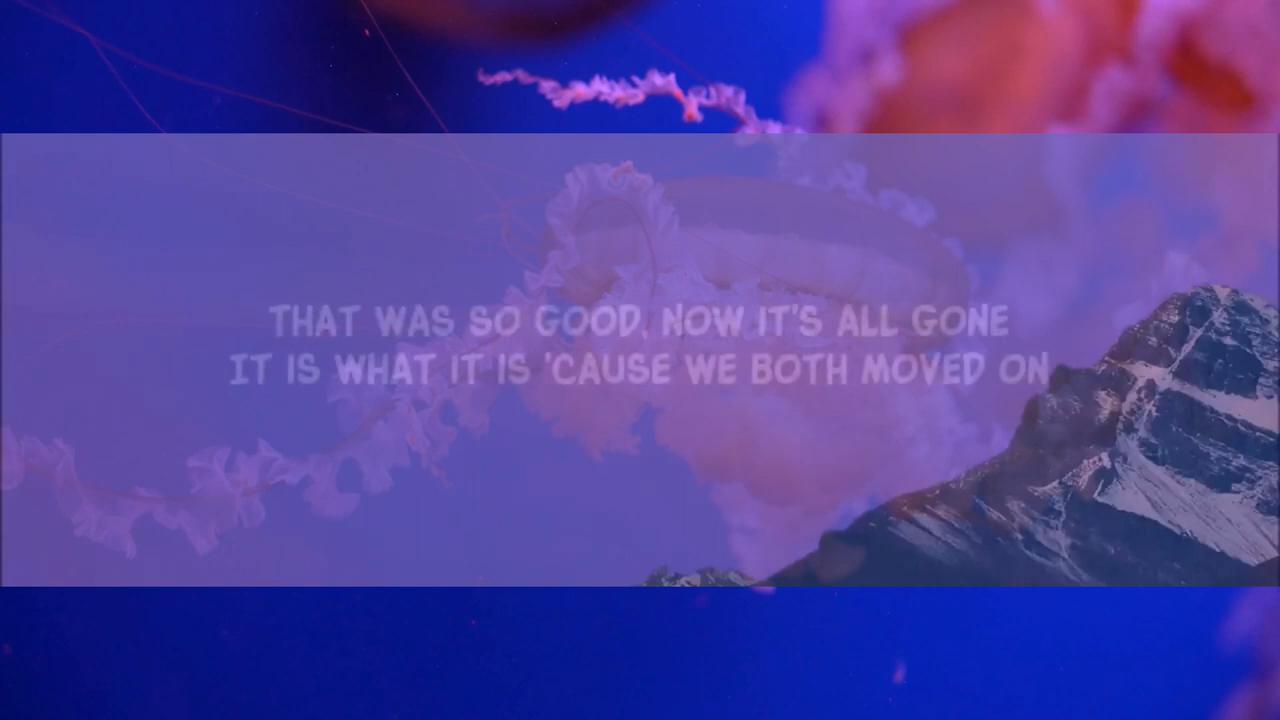 THAT WAS SO GOOD, NOW IT'S ALL GONE
IT IS WHAT IT IS 'CAUSE WE BOTH MOVED ON